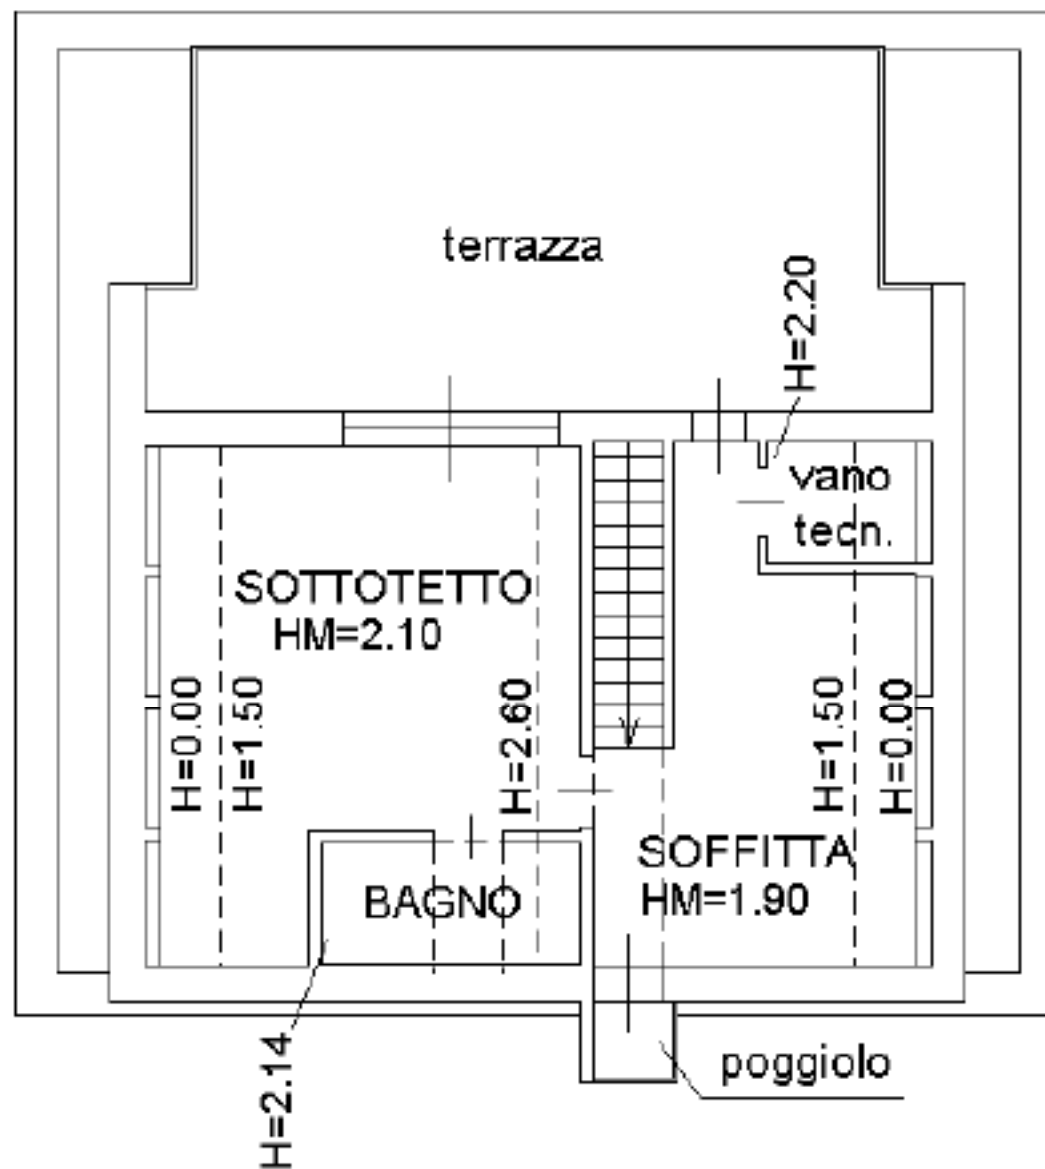 terrazza
H=2.20
vano
tecn.
SOTTOTETTO
HM=2.10
H=0.00
H=1.50
H=2.60
H=1.50
H=0.00
SOFFITTA
HM=1.90
BAGNO
H=2.14
poggiolo